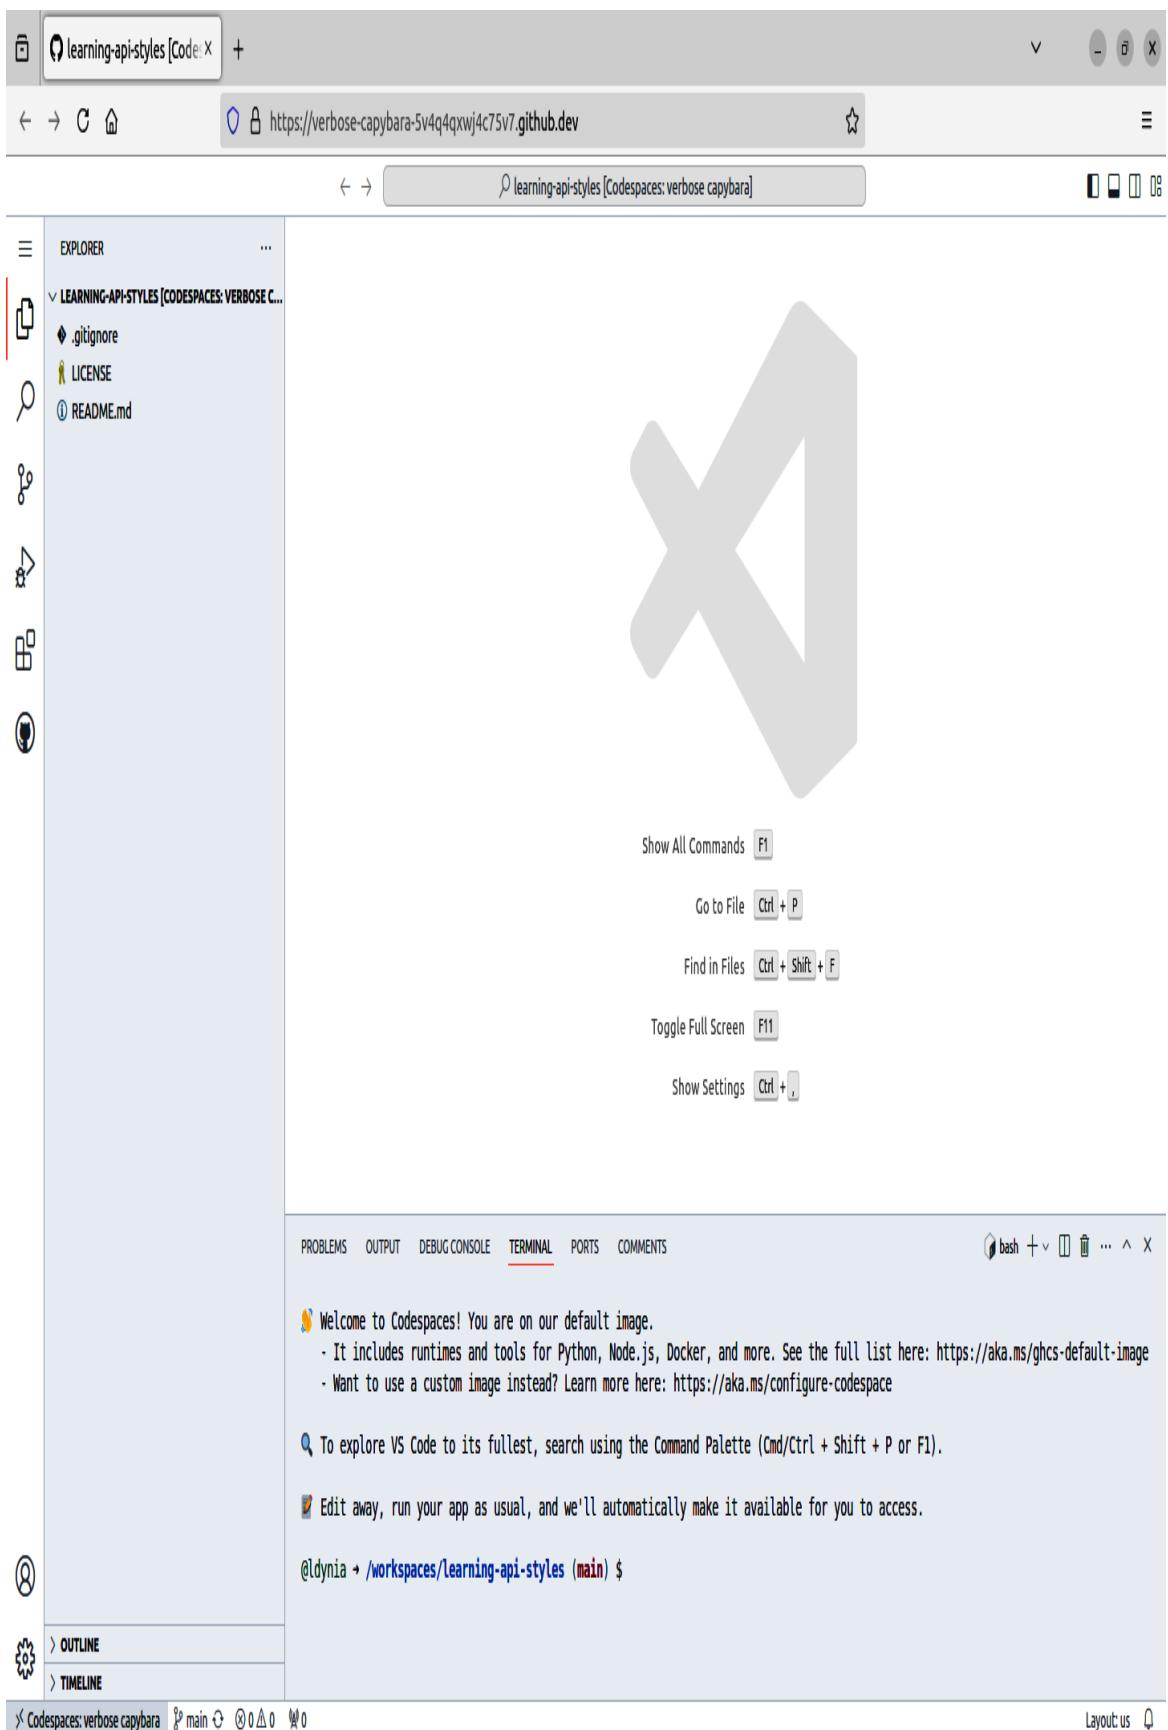 learning-api-styles [Code
https://verbose-capybara-5v4q4qxwj4c75v7.github.dev
learning-api-styles [Codespaces: verbose capybara]
EXPLORER
LEARNING-API-STYLES [CODESPACES: VERBOSE C...
.gitignore
LICENSE
README.md
Show All Commands F1
Go to File Ctrl + P
Find in Files Ctrl + Shift + F
Toggle Full Screen F11
Show Settings Ctrl + ,
PROBLEMS OUTPUT DEBUG CONSOLE TERMINAL PORTS COMMENTS bash
Welcome to Codespaces! You are on our default image.
- It includes runtimes and tools for Python, Node.js, Docker, and more. See the full list here: https://aka.ms/ghcs-default-image
- Want to use a custom image instead? Learn more here: https://aka.ms/configure-codespace
To explore VS Code to its fullest, search using the Command Palette (Cmd/Ctrl + Shift + P or F1).
Edit away, run your app as usual, and we'll automatically make it available for you to access.
@ldynia → /workspaces/learning-api-styles (main) $
OUTLINE
TIMELINE
Codespaces: verbose capybara main 0 0 0 Layout: us